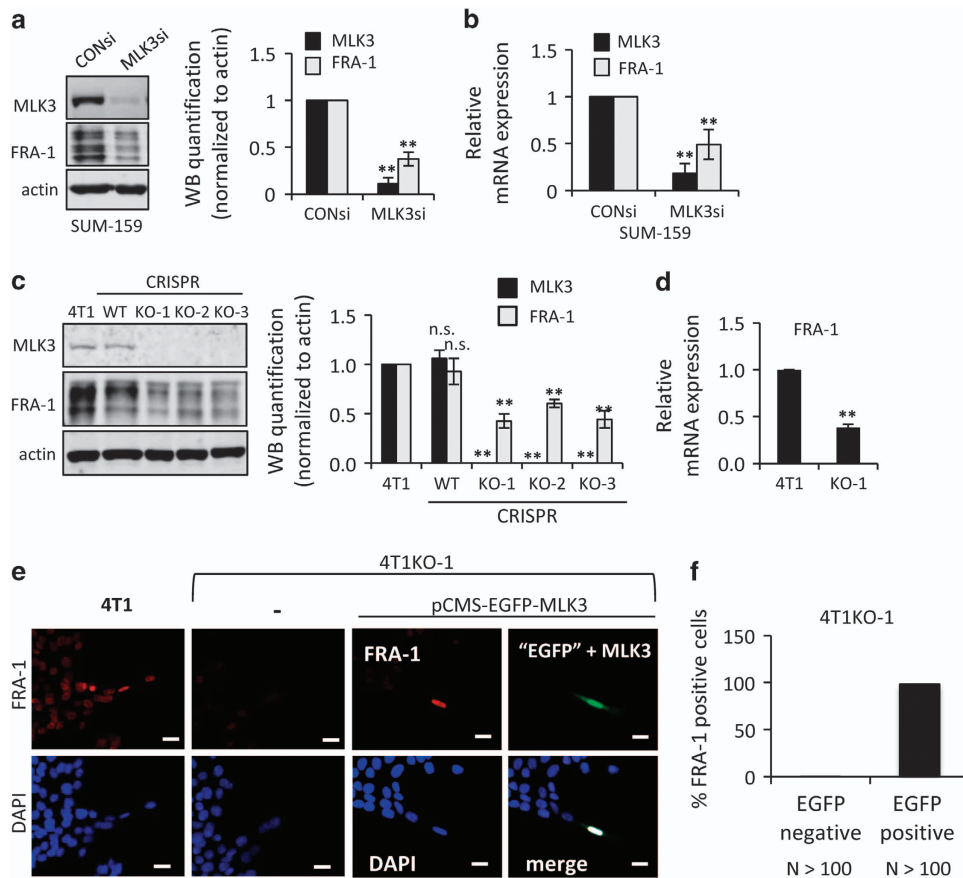 a
CONsi MLK3si
MLK3
FRA-1
actin
SUM-159
WB quantification
(normalized to actin)
MLK3
FRA-1
1
0.5
0
**
**
CONsi MLK3si
b
Relative
mRNA expression
MLK3
FRA-1
1.5
1
0.5
0
**
**
CONsi MLK3si
SUM-159
c
CRISPR
4T1 WT KO-1 KO-2 KO-3
MLK3
FRA-1
actin
WB quantification
(normalized to actin)
MLK3
FRA-1
1.5
1.0
0.5
0.0
n.s.
n.s.
** ** **
** ** **
4T1 WT KO-1 KO-2 KO-3
CRISPR
d
Relative
mRNA expression
FRA-1
1.5
1.0
0.5
0.0
**
4T1 KO-1
e
4T1KO-1
4T1 - pCMS-EGFP-MLK3
FRA-1
FRA-1 "EGFP" + MLK3
DAPI
DAPI merge
f
4T1KO-1
% FRA-1 positive cells
150
100
50
0
EGFP EGFP
negative positive
N > 100 N > 100